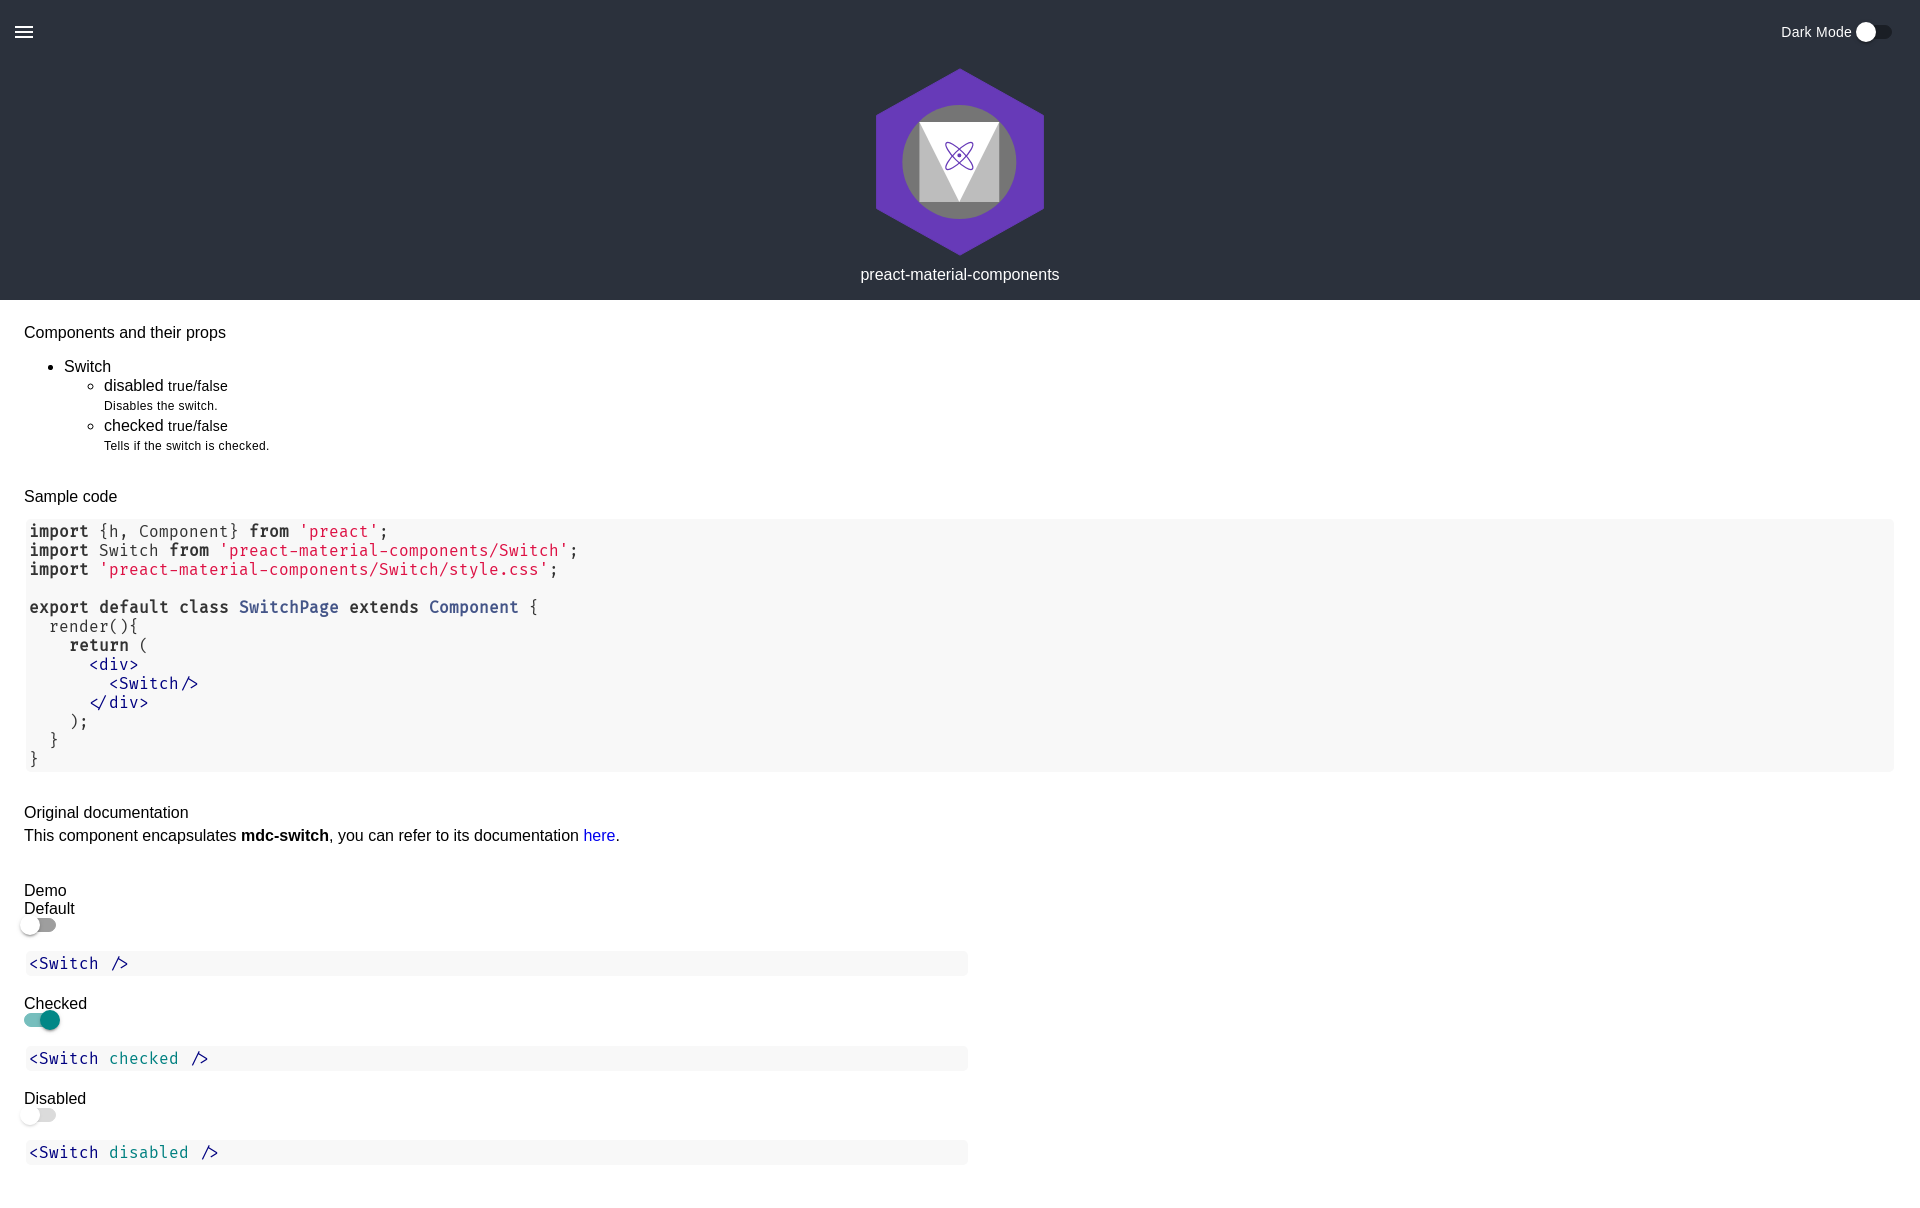 Dark Mode
preact-material-components
Components and their props
Switch
disabled true/false
Disables the switch.
checked true/false
Tells if the switch is checked.
Sample code
import {h, Component} from 'preact';
import Switch from 'preact-material-components/Switch';
import 'preact-material-components/Switch/style.css';
export default class SwitchPage extends Component {
  render(){
    return (
      <div>
        <Switch/>
      </div>
    );
  }
}
Original documentation
This component encapsulates mdc-switch, you can refer to its documentation here.
Demo
Default
<Switch />
Checked
<Switch checked />
Disabled
<Switch disabled />